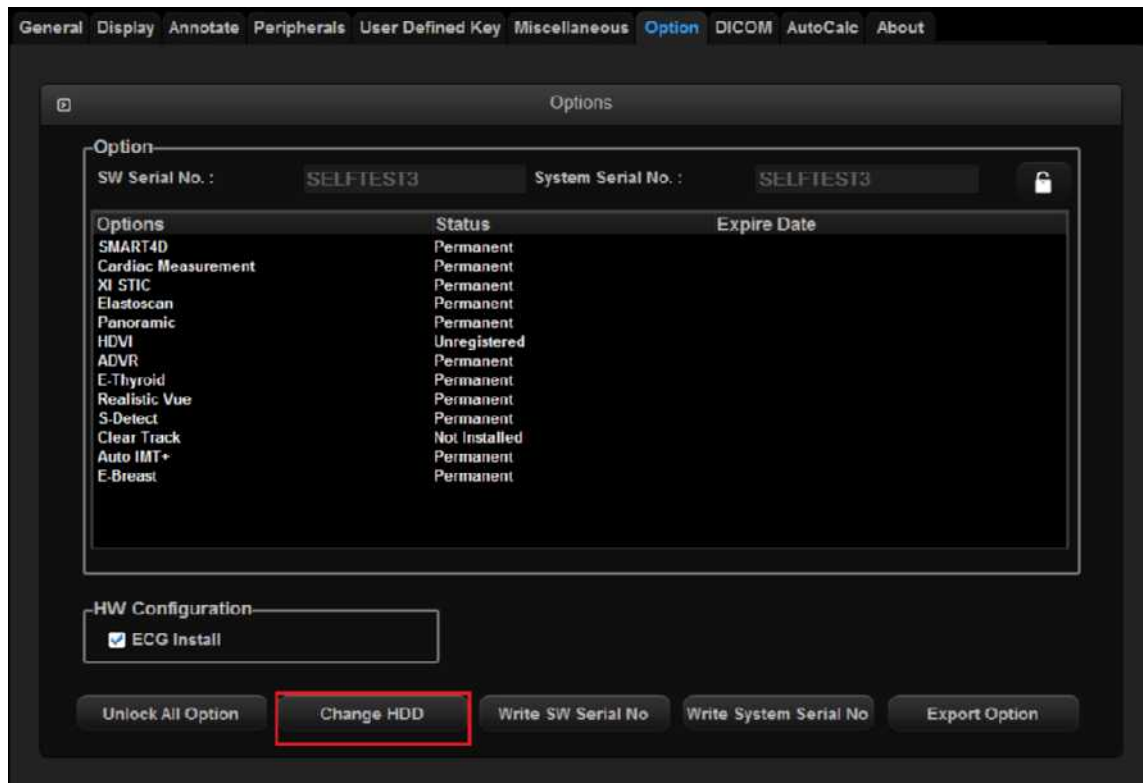 General Display Annotate Peripherals User Defined Key Miscellaneous Option DICOM AutoCalc About
Options
Option
SW Serial No. : SELFTEST3 System Serial No. : SELFTEST3
Options Status Expire Date
SMART4D Permanent
Cardiac Measurement Permanent
XI STIC Permanent
Elastoscan Permanent
Panoramic Permanent
HDVI Unregistered
ADVR Permanent
E-Thyroid Permanent
Realistic Vue Permanent
S-Detect Permanent
Clear Track Not Installed
Auto IMT+ Permanent
E-Breast Permanent
HW Configuration
ECG Install
Unlock All Option Change HDD Write SW Serial No Write System Serial No Export Option